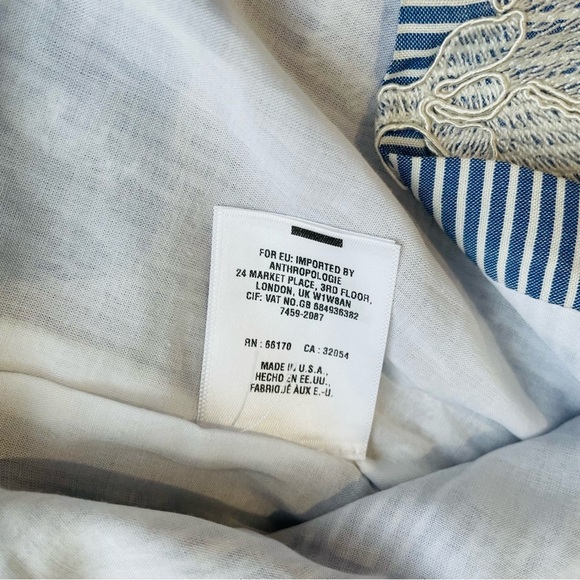 FOR EU: IMPORTED BY
ANTHROPOLOGIE
24 MARKET PLACE, 3RD FLOOR,
LONDON, UK W1W8AN
CIF: VAT NO.GB 684936382
7459-2087
RN : 66170 CA : 32054
MADE IN U.S.A.,
HECHO EN EE.UU.,
FABRIQUÉ AUX E.-U.